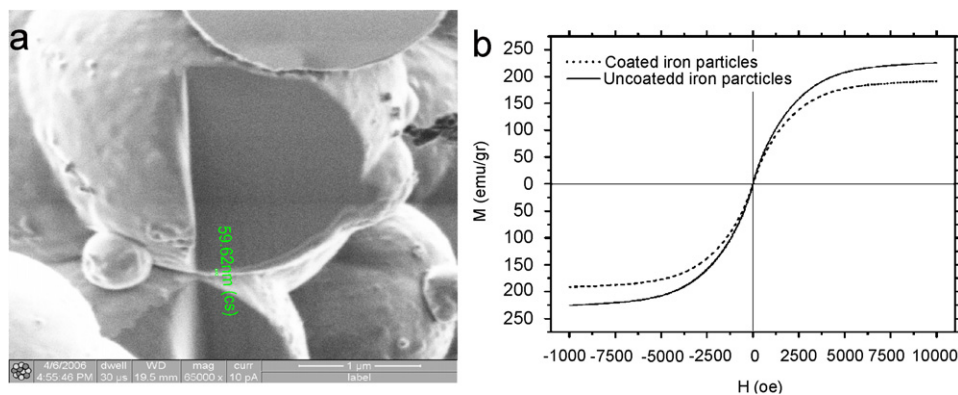 a
59.62nm (cs)
4/6/2006 dwell WD mag curr
4:55:46 PM 30 µs 19.5 mm 65000 x 10 pA
1 µm
label
b
250
200
150
100
50
0
50
100
150
200
250
M (emu/gr)
Coated iron particles
Uncoatedd iron parcticles
-1000 -7500 -5000 -2500 0 2500 5000 7500 10000
H (oe)